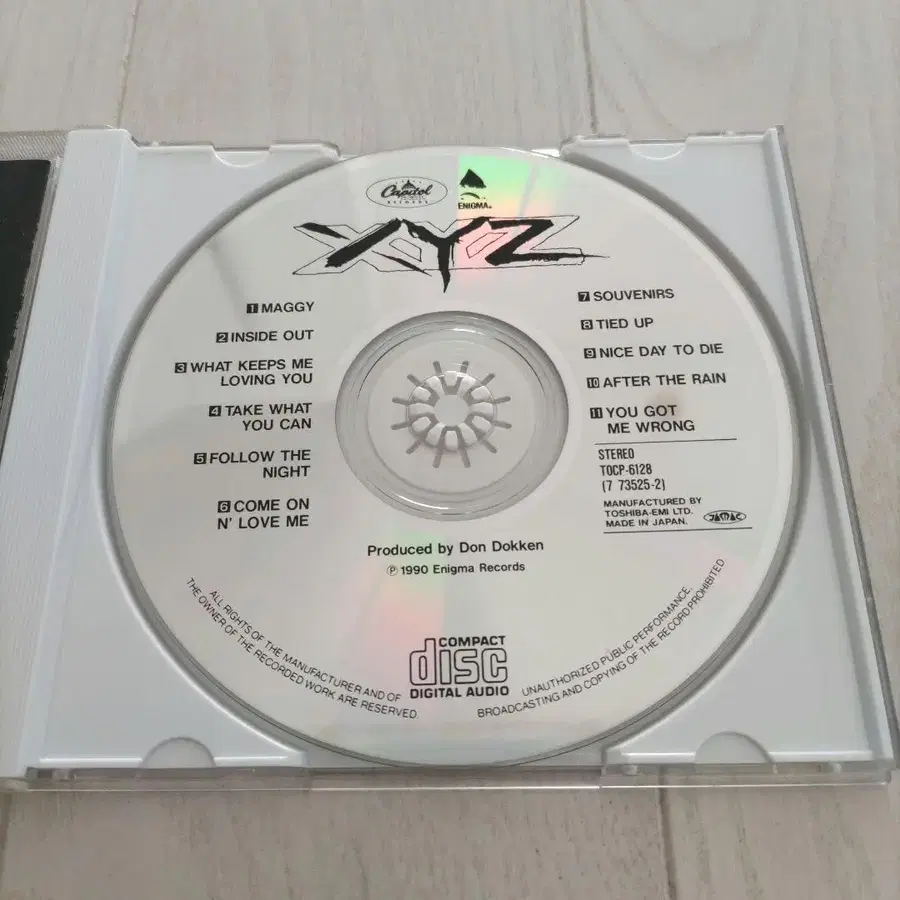 Capitol
RECORDS
ENIGMA®
XYZ
1 MAGGY
2 INSIDE OUT
3 WHAT KEEPS ME
LOVING YOU
4 TAKE WHAT
YOU CAN
5 FOLLOW THE
NIGHT
6 COME ON
N' LOVE ME
7 SOUVENIRS
8 TIED UP
9 NICE DAY TO DIE
10 AFTER THE RAIN
11 YOU GOT
ME WRONG
STEREO
TOCP-6128
(7 73525-2)
MANUFACTURED BY
TOSHIBA-EMI LTD.
MADE IN JAPAN.
Produced by Don Dokken
Ⓟ 1990 Enigma Records
COMPACT
disc
DIGITAL AUDIO
ALL RIGHTS OF THE MANUFACTURER AND OF
THE OWNER OF THE RECORDED WORK ARE RESERVED.
UNAUTHORIZED PUBLIC PERFORMANCE,
BROADCASTING AND COPYING OF THE RECORD PROHIBITED